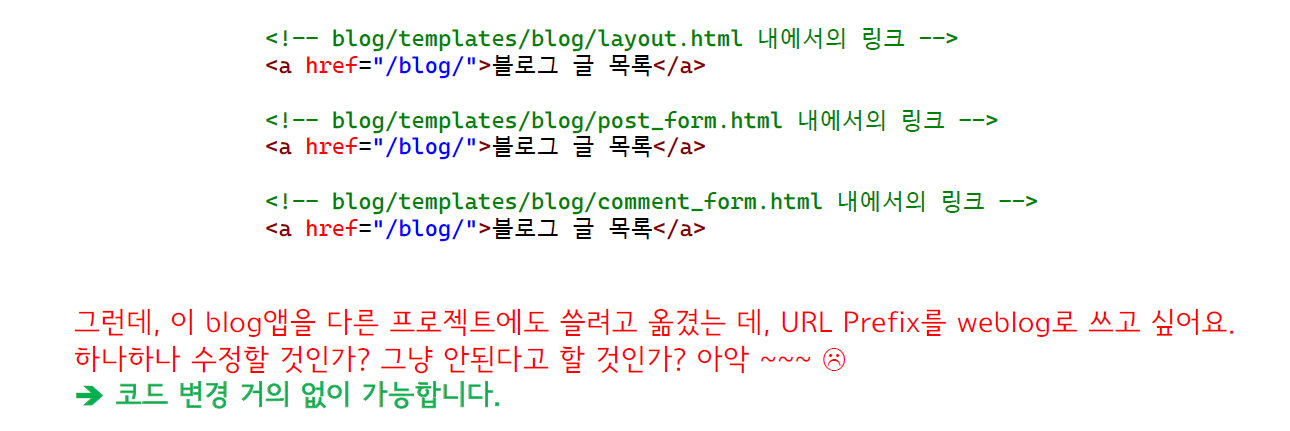 <!-- blog/templates/blog/layout.html 내에서의 링크 -->
<a href="/blog/">블로그 글 목록</a>
<!-- blog/templates/blog/post_form.html 내에서의 링크 -->
<a href="/blog/">블로그 글 목록</a>
<!-- blog/templates/blog/comment_form.html 내에서의 링크 -->
<a href="/blog/">블로그 글 목록</a>
그런데, 이 blog앱을 다른 프로젝트에도 쓸려고 옮겼는 데, URL Prefix를 weblog로 쓰고 싶어요.
하나하나 수정할 것인가? 그냥 안된다고 할 것인가? 아악 ~~~ ☹
➔ 코드 변경 거의 없이 가능합니다.